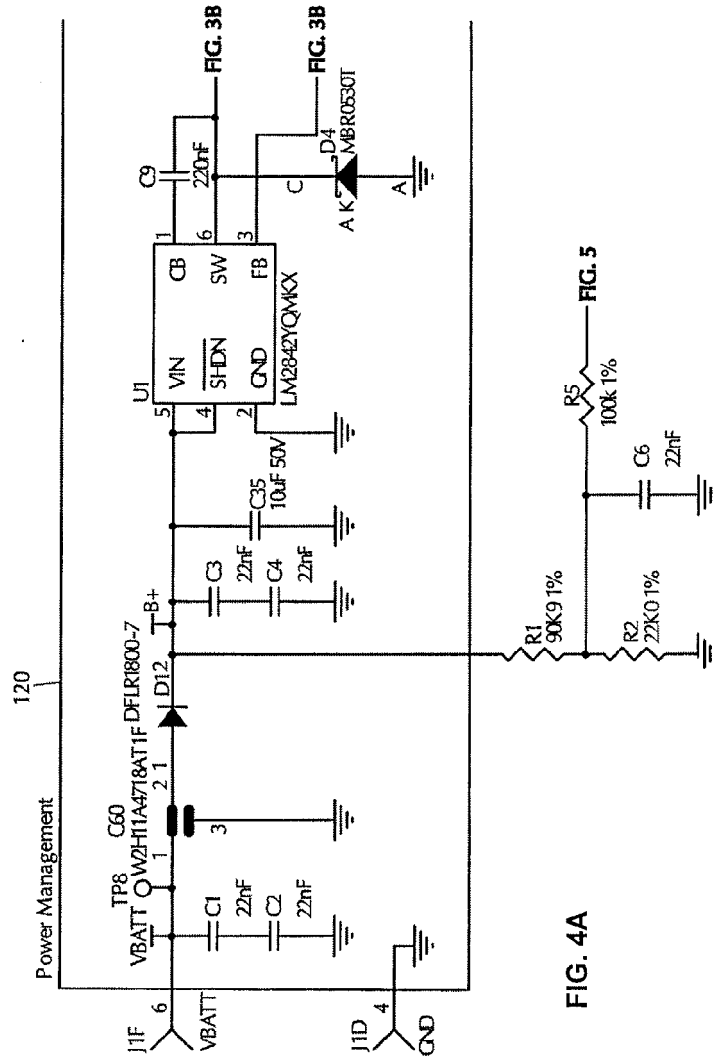 120
Power Management
J1F
6
VBATT
VBATT
TP8
C60
W2H11A4718AT1F
1
2
3
1
DFLR1800-7
D12
B+
C1
22nF
C2
22nF
C3
22nF
C4
22nF
C35
10uF 50V
U1
5
VIN
4
SHDN
2
GND
LM2842YQMKX
CB
1
SW
6
FB
3
C9
220nF
FIG. 3B
FIG. 3B
C
D4
MBR0530T
A K
A
J1D
4
GND
R1
90K9 1%
R2
22K0 1%
R5
100k 1%
C6
22nF
FIG. 5
FIG. 4A